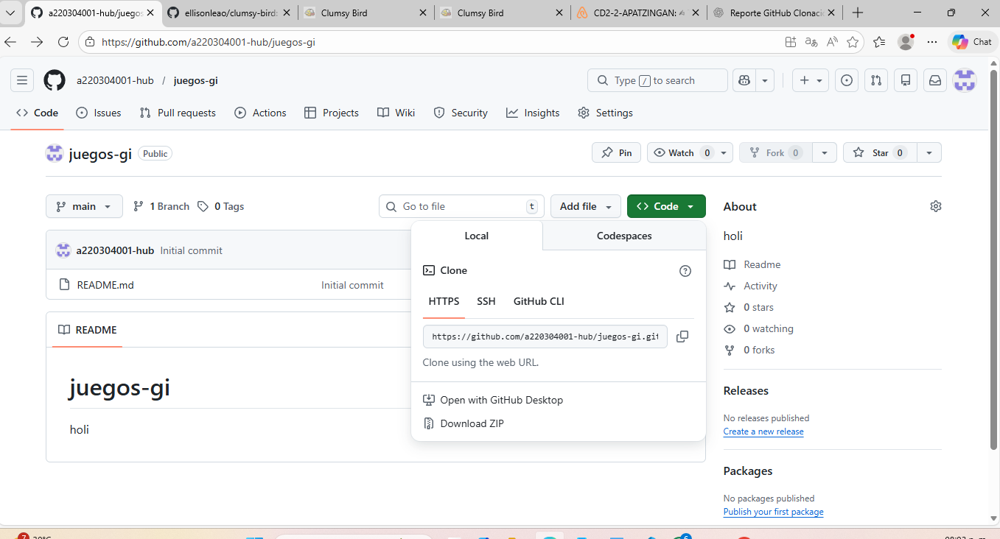 a220304001-hub/juegos
ellisonleao/clumsy-bird:
Clumsy Bird
Clumsy Bird
CD2-2-APATZINGAN:
Reporte GitHub Clonaci
https://github.com/a220304001-hub/juegos-gi
Chat
a220304001-hub / juegos-gi
Type / to search
Code
Issues
Pull requests
Actions
Projects
Wiki
Security
Insights
Settings
juegos-gi
Public
Pin
Watch 0
Fork 0
Star 0
main
1 Branch
0 Tags
Go to file
t
Add file
Code
About
holi
Readme
Activity
0 stars
0 watching
0 forks
Releases
No releases published
Create a new release
Packages
No packages published
Publish your first package
a220304001-hub Initial commit
README.md Initial commit
README
juegos-gi
holi
Local
Codespaces
Clone
HTTPS
SSH
GitHub CLI
https://github.com/a220304001-hub/juegos-gi.git
Clone using the web URL.
Open with GitHub Desktop
Download ZIP
7
6